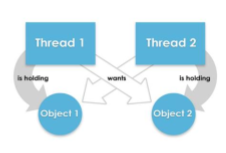 Thread 1 Thread 2
is holding wants is holding
Object 1 Object 2